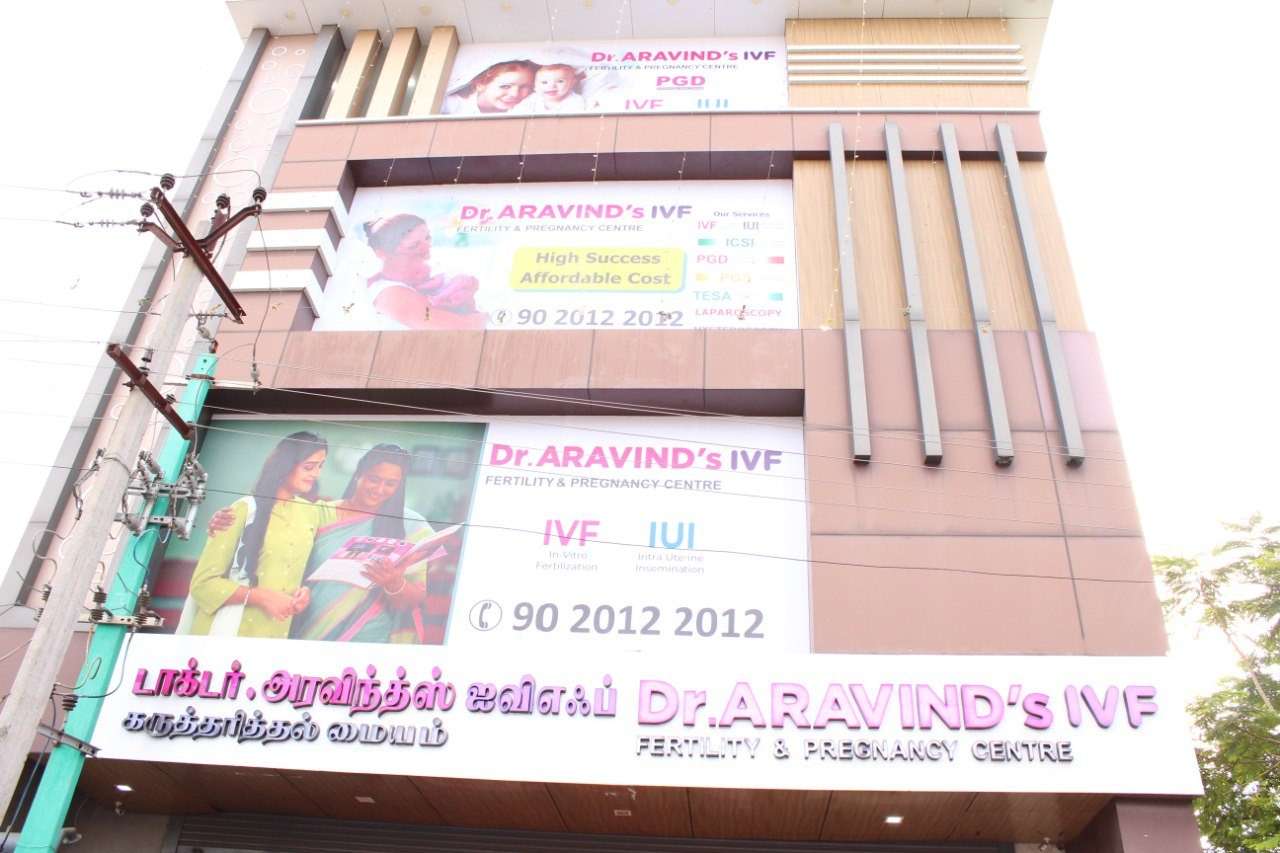 Dr. ARAVIND's IVF
FERTILITY & PREGNANCY CENTRE
PGD
IVF IUI
Dr. ARAVIND's IVF
FERTILITY & PREGNANCY CENTRE
High Success
Affordable Cost
90 2012 2012
Our Services
IVF IUI
ICSI
PGD
PGS
TESA
LAPAROSCOPY
Dr. ARAVIND's IVF
FERTILITY & PREGNANCY CENTRE
IVF
In-Vitro
Fertilization
IUI
Intra Uterine
Insemination
90 2012 2012
டாக்டர். அரவிந்த்ஸ் ஐவிஎஃப்
கருத்தரித்தல் மையம்
Dr. ARAVIND's IVF
FERTILITY & PREGNANCY CENTRE